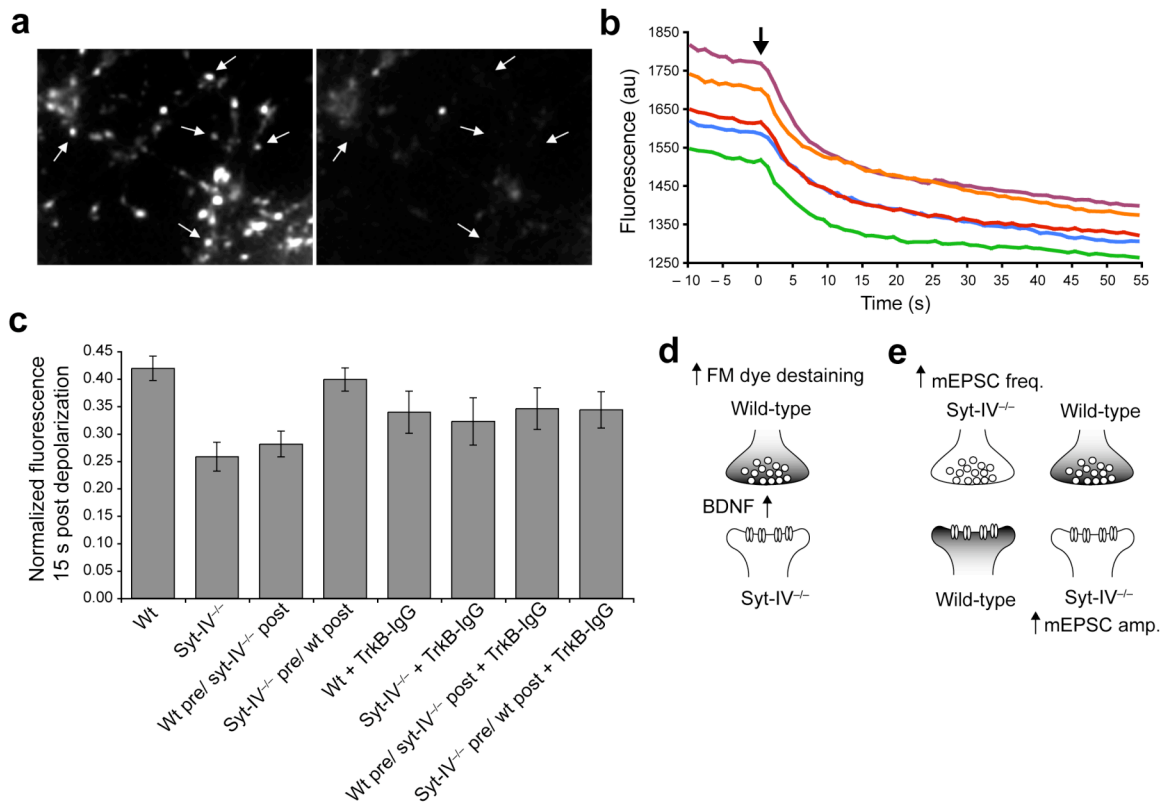 a
b
Fluorescence (au)
1850
1750
1650
1550
1450
1350
1250
– 10 – 5 0 5 10 15 20 25 30 35 40 45 50 55
Time (s)
c
Normalized fluorescence
15 s post depolarization
0.45
0.40
0.35
0.30
0.25
0.20
0.15
0.10
0.05
0.00
Wt
Syt-IV⁻/⁻
Wt pre/ syt-IV⁻/⁻ post
Syt-IV⁻/⁻ pre/ wt post
Wt + TrkB-IgG
Syt-IV⁻/⁻ + TrkB-IgG
Wt pre/ syt-IV⁻/⁻ post + TrkB-IgG
Syt-IV⁻/⁻ pre/ wt post + TrkB-IgG
d
↑ FM dye destaining
Wild-type
BDNF ↑
Syt-IV⁻/⁻
e
↑ mEPSC freq.
Syt-IV⁻/⁻ Wild-type
Wild-type Syt-IV⁻/⁻
↑ mEPSC amp.